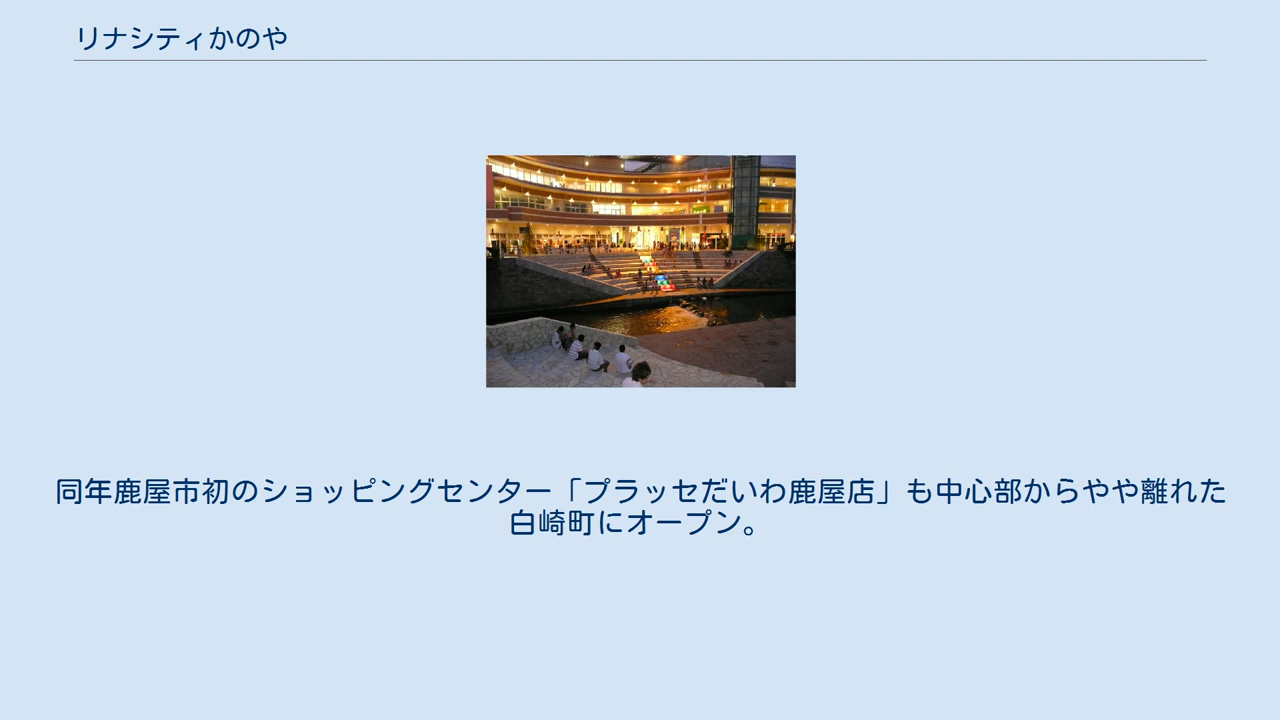 リナシティかのや
同年鹿屋市初のショッピングセンター「プラッセだいわ鹿屋店」も中心部からやや離れた
白崎町にオープン。